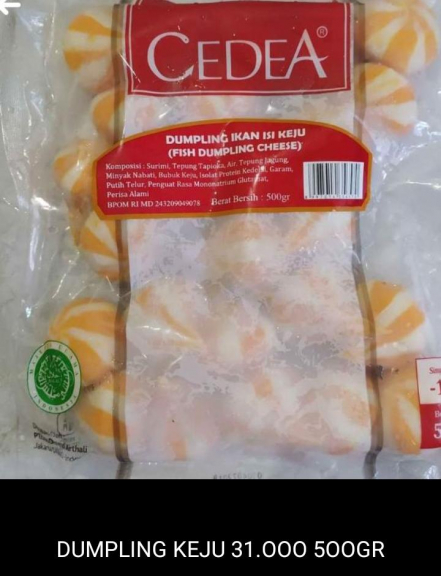 CEDEA®
DUMPLING IKAN ISI KEJU
(FISH DUMPLING CHEESE)
Komposisi : Surimi, Tepung Tapioka, Air, Tepung Jagung,
Minyak Nabati, Bubuk Keju, Isolat Protein Kedelai, Garam,
Putih Telur, Penguat Rasa Mononatrium Glutamat,
Perisa Alami
BPOM RI MD 243209049078 Berat Bersih : 500gr
DUMPLING KEJU 31.000 500GR